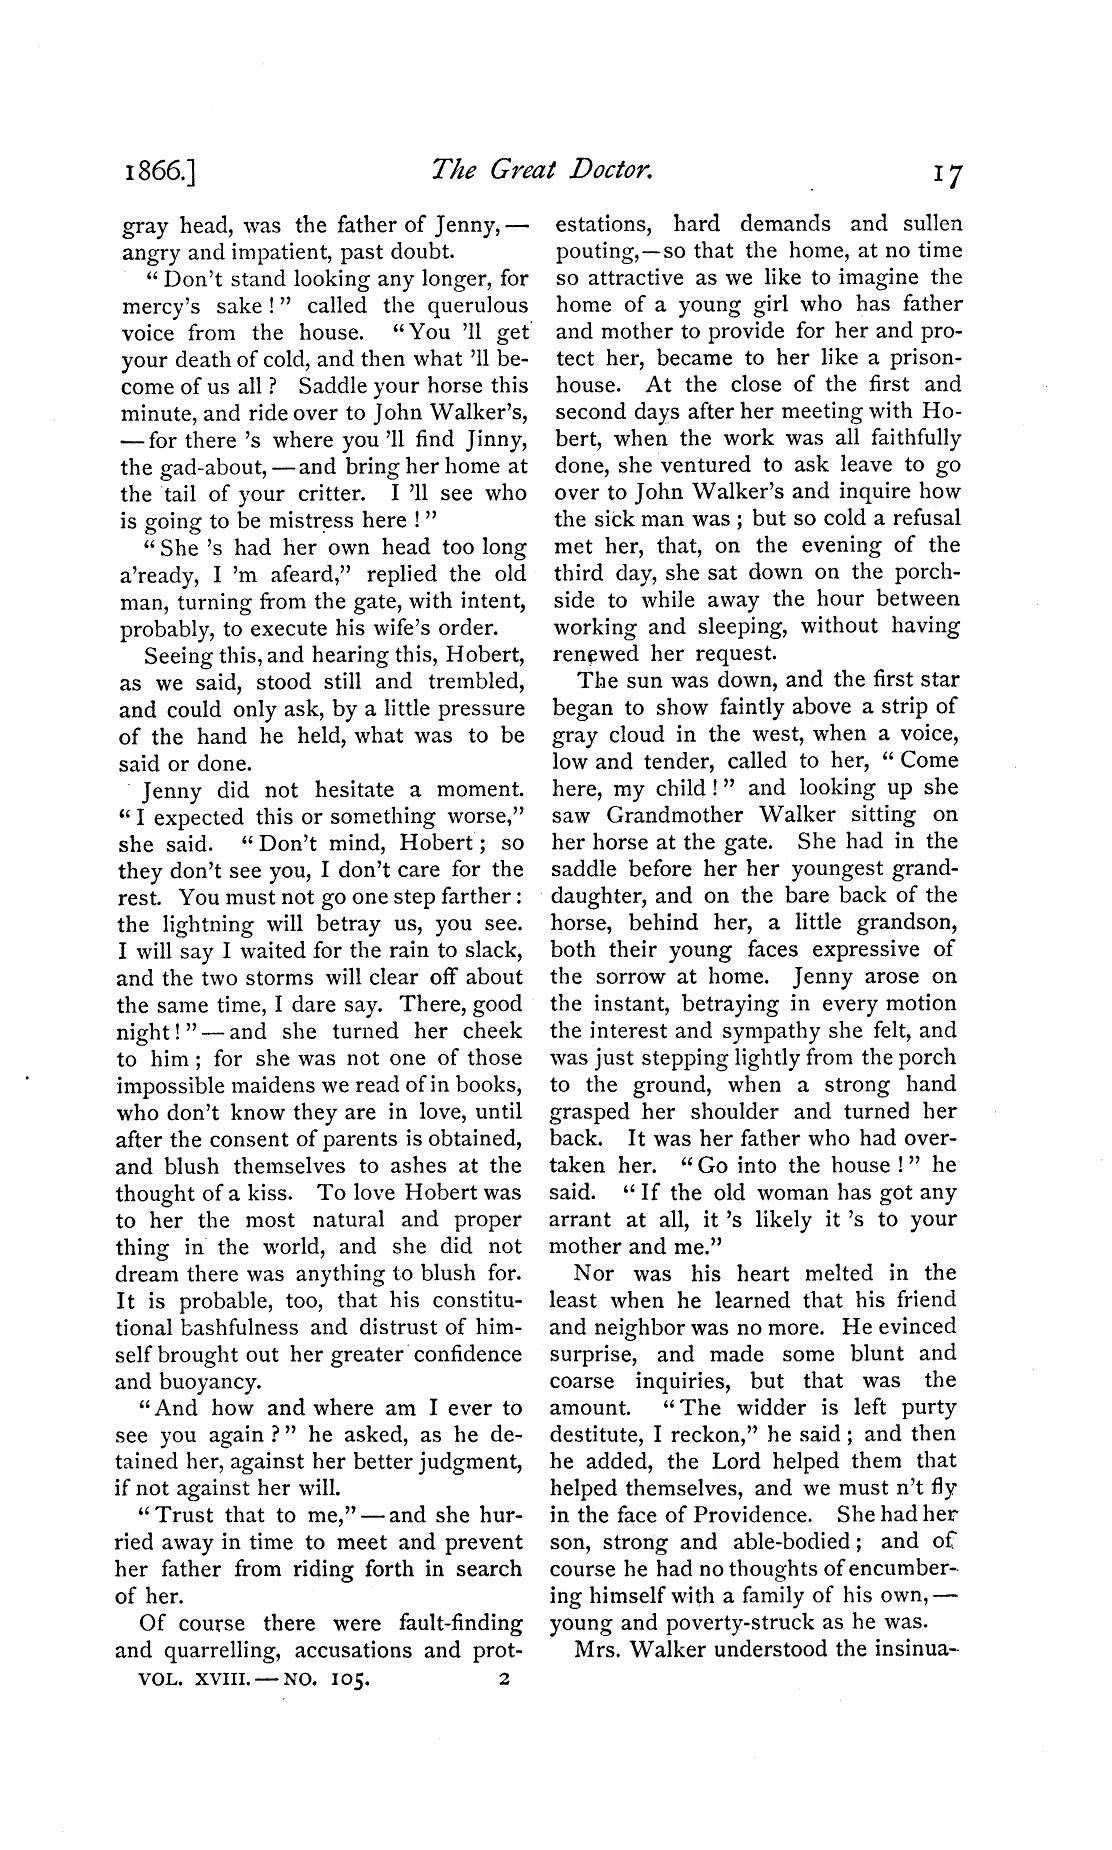 1866.] The Great Doctor. 17
gray head, was the father of Jenny, —
angry and impatient, past doubt.
“ Don't stand looking any longer, for
mercy's sake ! ” called the querulous
voice from the house. “ You 'll get
your death of cold, and then what 'll be-
come of us all ? Saddle your horse this
minute, and ride over to John Walker's,
— for there 's where you 'll find Jinny,
the gad-about, — and bring her home at
the tail of your critter. I 'll see who
is going to be mistress here ! ”
“ She 's had her own head too long
a'ready, I 'm afeard,” replied the old
man, turning from the gate, with intent,
probably, to execute his wife's order.
Seeing this, and hearing this, Hobert,
as we said, stood still and trembled,
and could only ask, by a little pressure
of the hand he held, what was to be
said or done.
Jenny did not hesitate a moment.
“ I expected this or something worse,”
she said. “ Don't mind, Hobert ; so
they don't see you, I don't care for the
rest. You must not go one step farther :
the lightning will betray us, you see.
I will say I waited for the rain to slack,
and the two storms will clear off about
the same time, I dare say. There, good
night ! ” — and she turned her cheek
to him ; for she was not one of those
impossible maidens we read of in books,
who don't know they are in love, until
after the consent of parents is obtained,
and blush themselves to ashes at the
thought of a kiss. To love Hobert was
to her the most natural and proper
thing in the world, and she did not
dream there was anything to blush for.
It is probable, too, that his constitu-
tional bashfulness and distrust of him-
self brought out her greater confidence
and buoyancy.
“ And how and where am I ever to
see you again ? ” he asked, as he de-
tained her, against her better judgment,
if not against her will.
“ Trust that to me,” — and she hur-
ried away in time to meet and prevent
her father from riding forth in search
of her.
Of course there were fault-finding
and quarrelling, accusations and prot-
VOL. XVIII. — NO. 105. 2
estations, hard demands and sullen
pouting, — so that the home, at no time
so attractive as we like to imagine the
home of a young girl who has father
and mother to provide for her and pro-
tect her, became to her like a prison-
house. At the close of the first and
second days after her meeting with Ho-
bert, when the work was all faithfully
done, she ventured to ask leave to go
over to John Walker's and inquire how
the sick man was ; but so cold a refusal
met her, that, on the evening of the
third day, she sat down on the porch-
side to while away the hour between
working and sleeping, without having
renewed her request.
The sun was down, and the first star
began to show faintly above a strip of
gray cloud in the west, when a voice,
low and tender, called to her, “ Come
here, my child ! ” and looking up she
saw Grandmother Walker sitting on
her horse at the gate. She had in the
saddle before her her youngest grand-
daughter, and on the bare back of the
horse, behind her, a little grandson,
both their young faces expressive of
the sorrow at home. Jenny arose on
the instant, betraying in every motion
the interest and sympathy she felt, and
was just stepping lightly from the porch
to the ground, when a strong hand
grasped her shoulder and turned her
back. It was her father who had over-
taken her. “ Go into the house ! ” he
said. “ If the old woman has got any
arrant at all, it 's likely it 's to your
mother and me.”
Nor was his heart melted in the
least when he learned that his friend
and neighbor was no more. He evinced
surprise, and made some blunt and
coarse inquiries, but that was the
amount. “ The widder is left purty
destitute, I reckon,” he said ; and then
he added, the Lord helped them that
helped themselves, and we must n't fly
in the face of Providence. She had her
son, strong and able-bodied ; and of
course he had no thoughts of encumber-
ing himself with a family of his own, —
young and poverty-struck as he was.
Mrs. Walker understood the insinua-